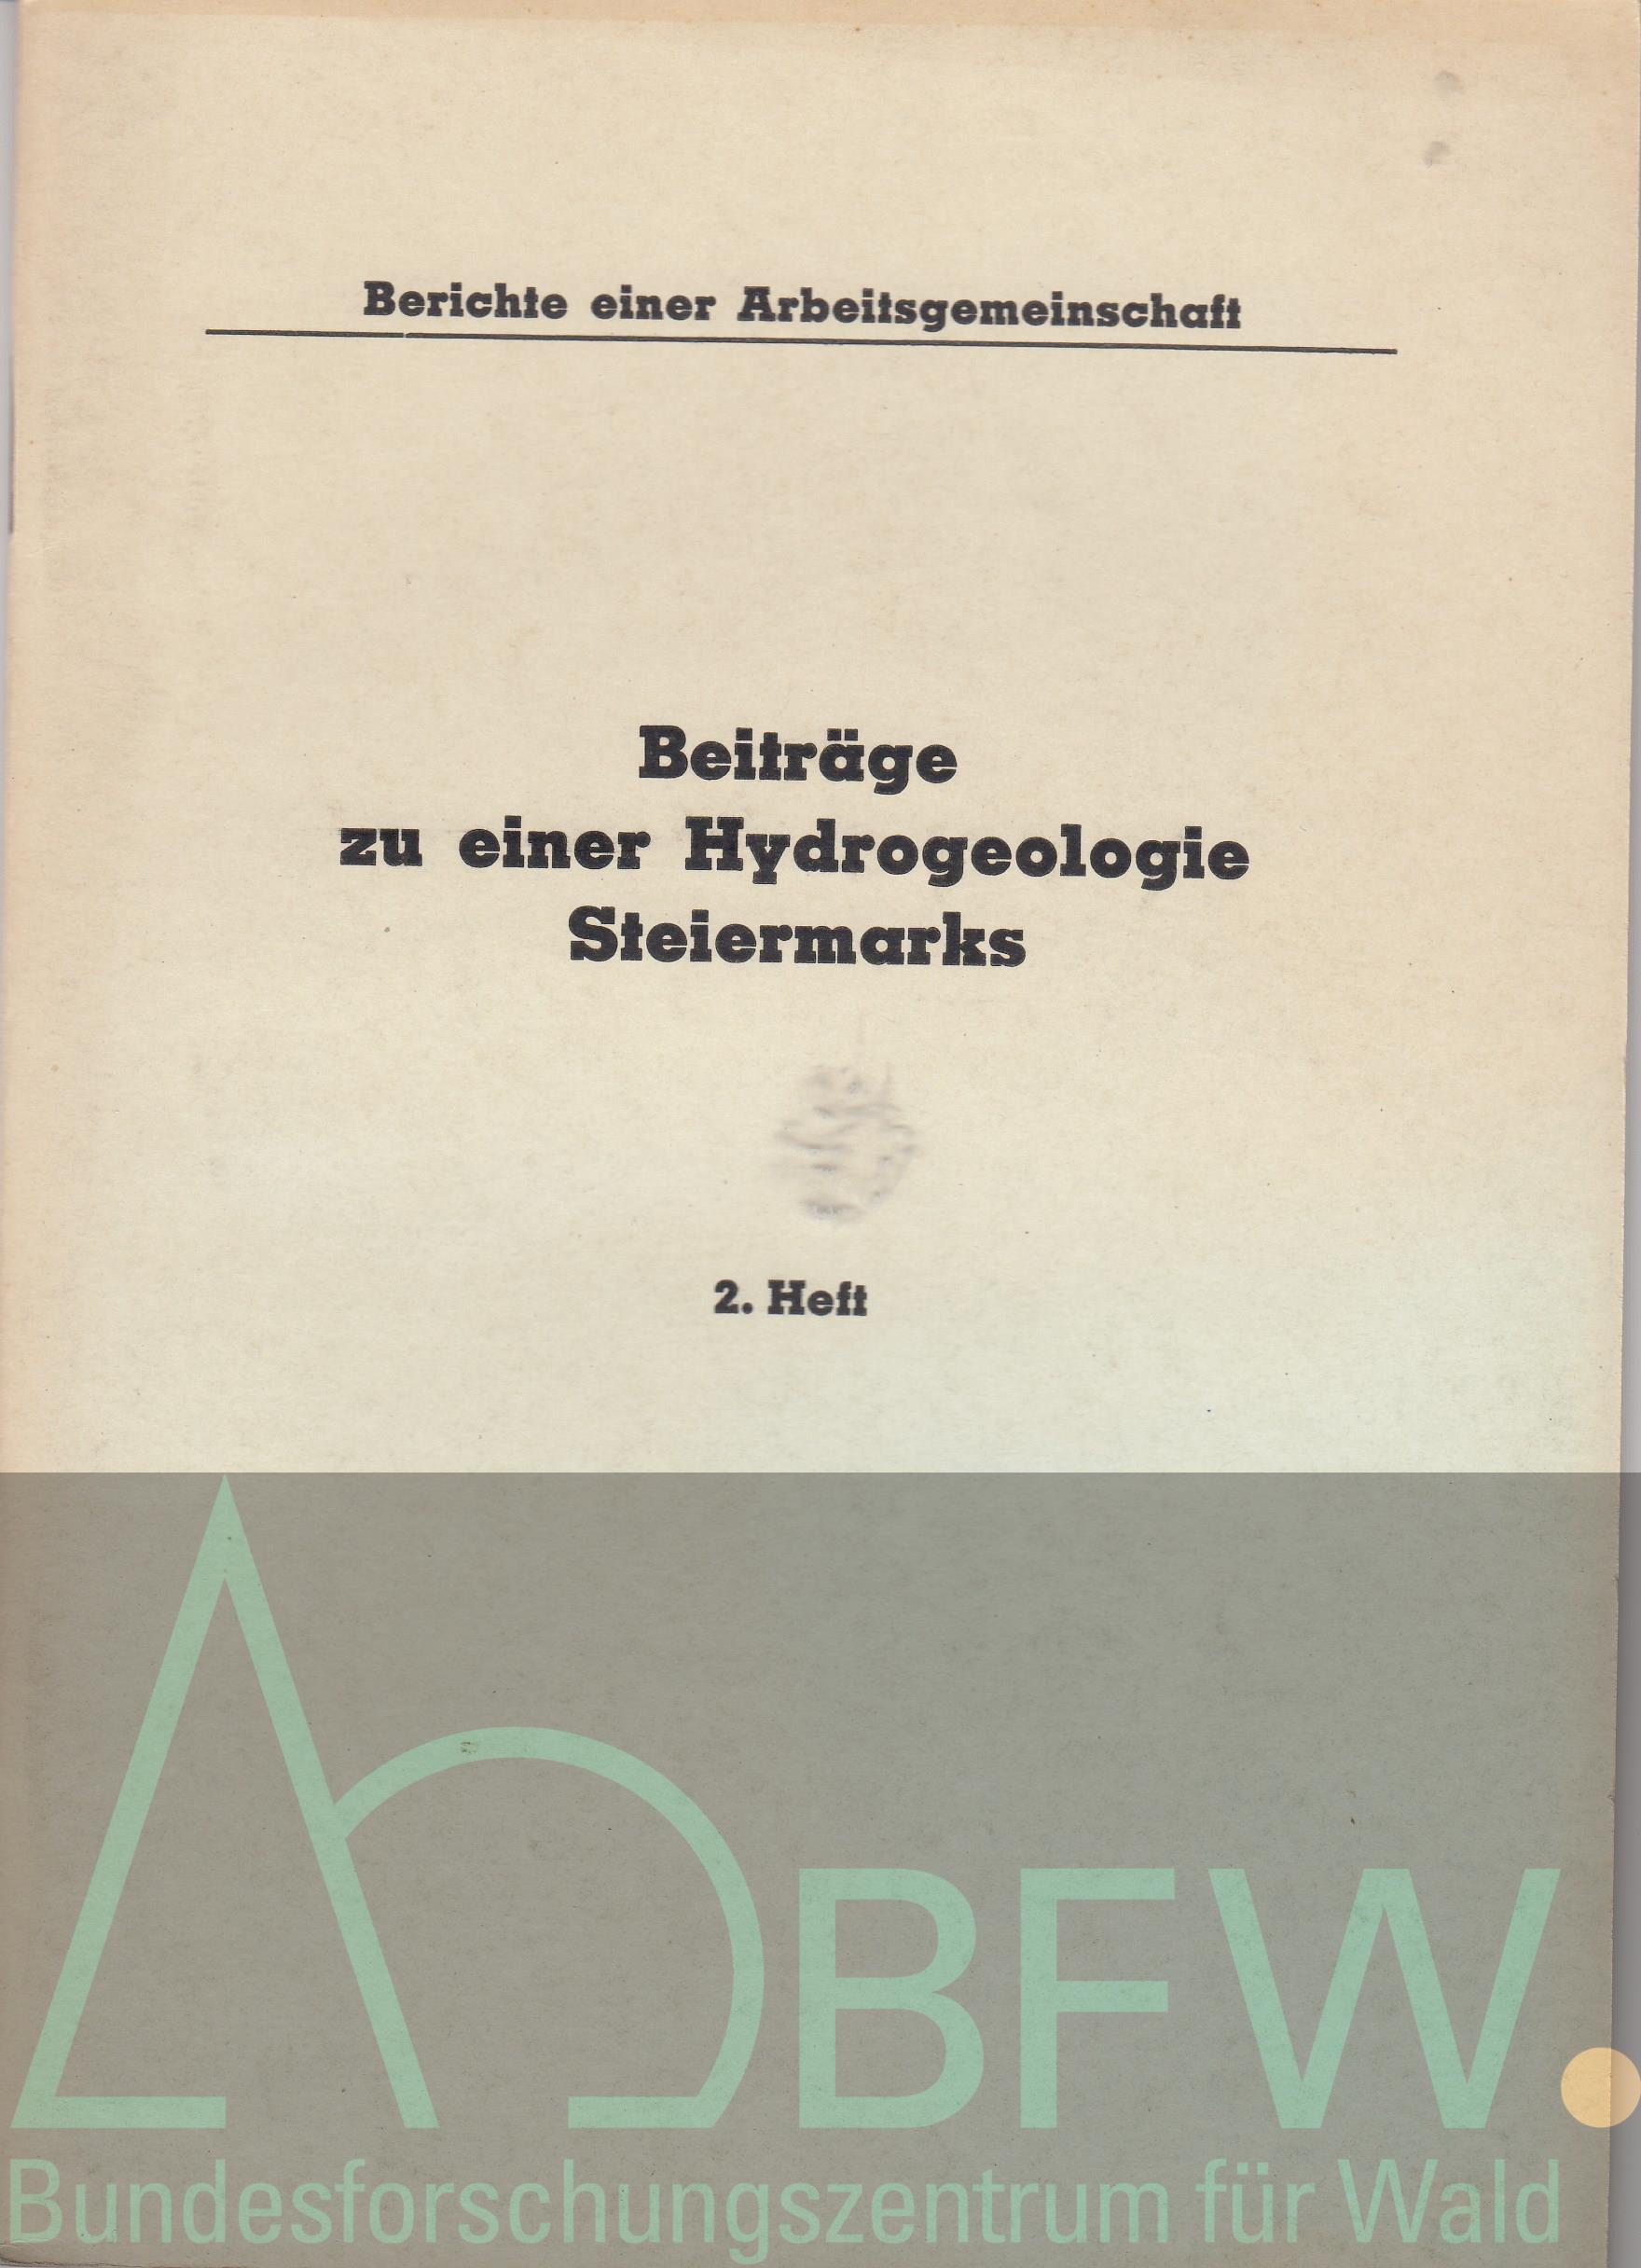 Berichte einer Arbeitsgemeinschaft
Beiträge
zu einer Hydrogeologie
Steiermarks
2. Heft
BFW.
Bundesforschungszentrum für Wald